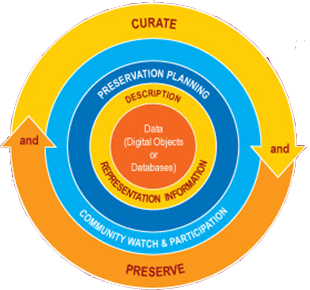 CURATE
PRESERVATION PLANNING
DESCRIPTION
Data
(Digital Objects
or
Databases)
and
and
REPRESENTATION INFORMATION
COMMUNITY WATCH & PARTICIPATION
PRESERVE